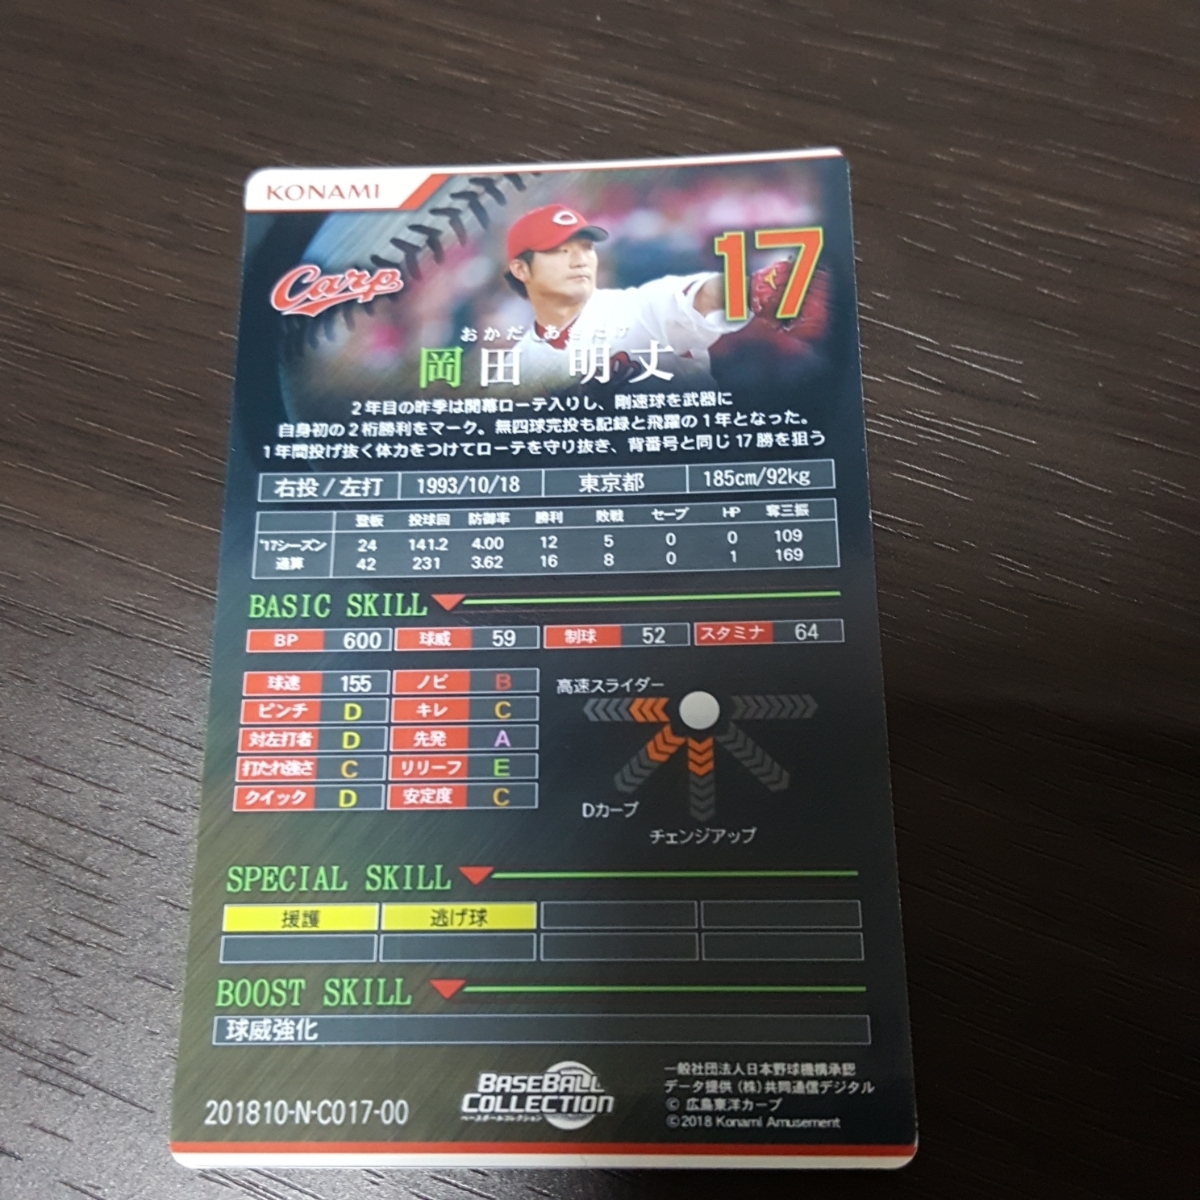 KONAMI
Carp
17
おかだ あきたけ
岡田 明丈
2年目の昨季は開幕ローテ入りし、剛速球を武器に
自身初の2桁勝利をマーク。無四球完投も記録と飛躍の1年となった。
1年間投げ抜く体力をつけてローテを守り抜き、背番号と同じ17勝を狙う
右投/左打 1993/10/18 東京都 185cm/92kg
登板 投球回 防御率 勝利 敗戦 セーブ HP 奪三振
'17シーズン 24 141.2 4.00 12 5 0 0 109
通算 42 231 3.62 16 8 0 1 169
BASIC SKILL
BP 600 球威 59 制球 52 スタミナ 64
球速 155 ノビ B
ピンチ D キレ C
対左打者 D 先発 A
打たれ強さ C リリーフ E
クイック D 安定度 C
高速スライダー
Dカーブ
チェンジアップ
SPECIAL SKILL
援護 逃げ球
BOOST SKILL
球威強化
201810-N-C017-00
BASEBALL
COLLECTION
ベースボールコレクション
一般社団法人日本野球機構承認
データ提供（株）共同通信デジタル
© 広島東洋カープ
©2018 Konami Amusement